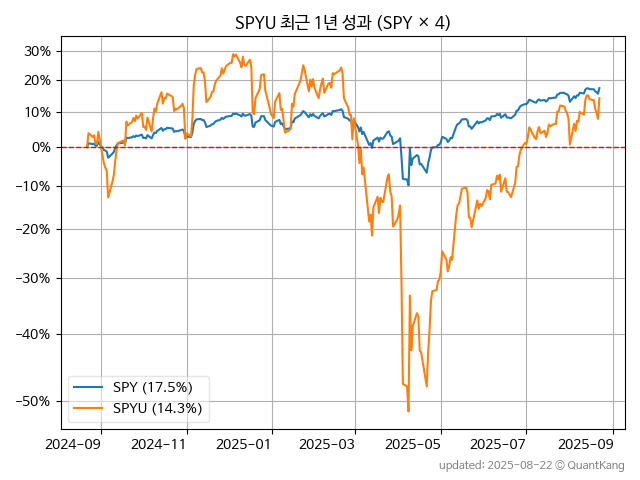 SPYU 최근 1년 성과 (SPY × 4)
30%
20%
10%
0%
−10%
−20%
−30%
−40%
−50%
SPY (17.5%)
SPYU (14.3%)
2024-09 2024-11 2025-01 2025-03 2025-05 2025-07 2025-09
updated: 2025-08-22 © QuantKang